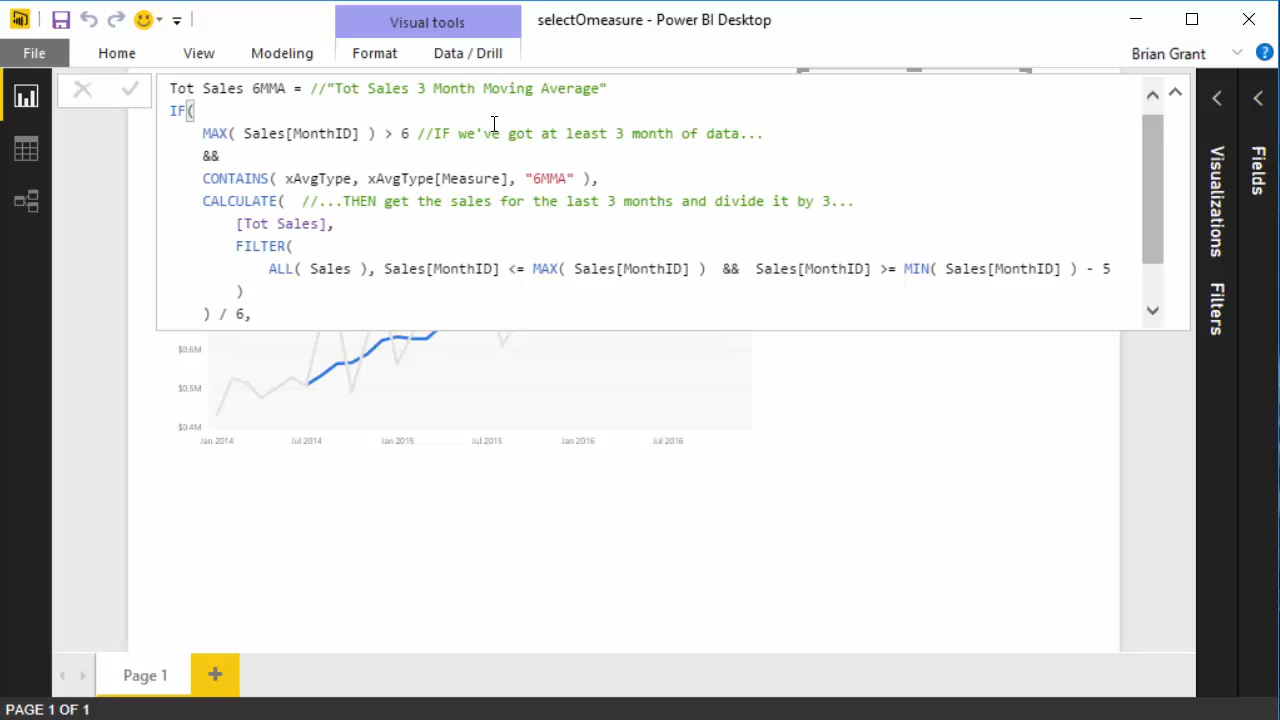 Visual tools
selectOmeasure - Power BI Desktop
File
Home
View
Modeling
Format
Data / Drill
Brian Grant
Tot Sales 6MMA = //"Tot Sales 3 Month Moving Average"
IF(
MAX( Sales[MonthID] ) > 6 //IF we've got at least 3 month of data...
&&
CONTAINS( xAvgType, xAvgType[Measure], "6MMA" ),
CALCULATE(  //...THEN get the sales for the last 3 months and divide it by 3...
[Tot Sales],
FILTER(
ALL( Sales ), Sales[MonthID] <= MAX( Sales[MonthID] )  &&  Sales[MonthID] >= MIN( Sales[MonthID] ) - 5
)
) / 6,
Visualizations
Filters
Fields
$0.6M
$0.5M
$0.4M
Jan 2014
Jul 2014
Jan 2015
Jul 2015
Jan 2016
Jul 2016
Page 1
PAGE 1 OF 1